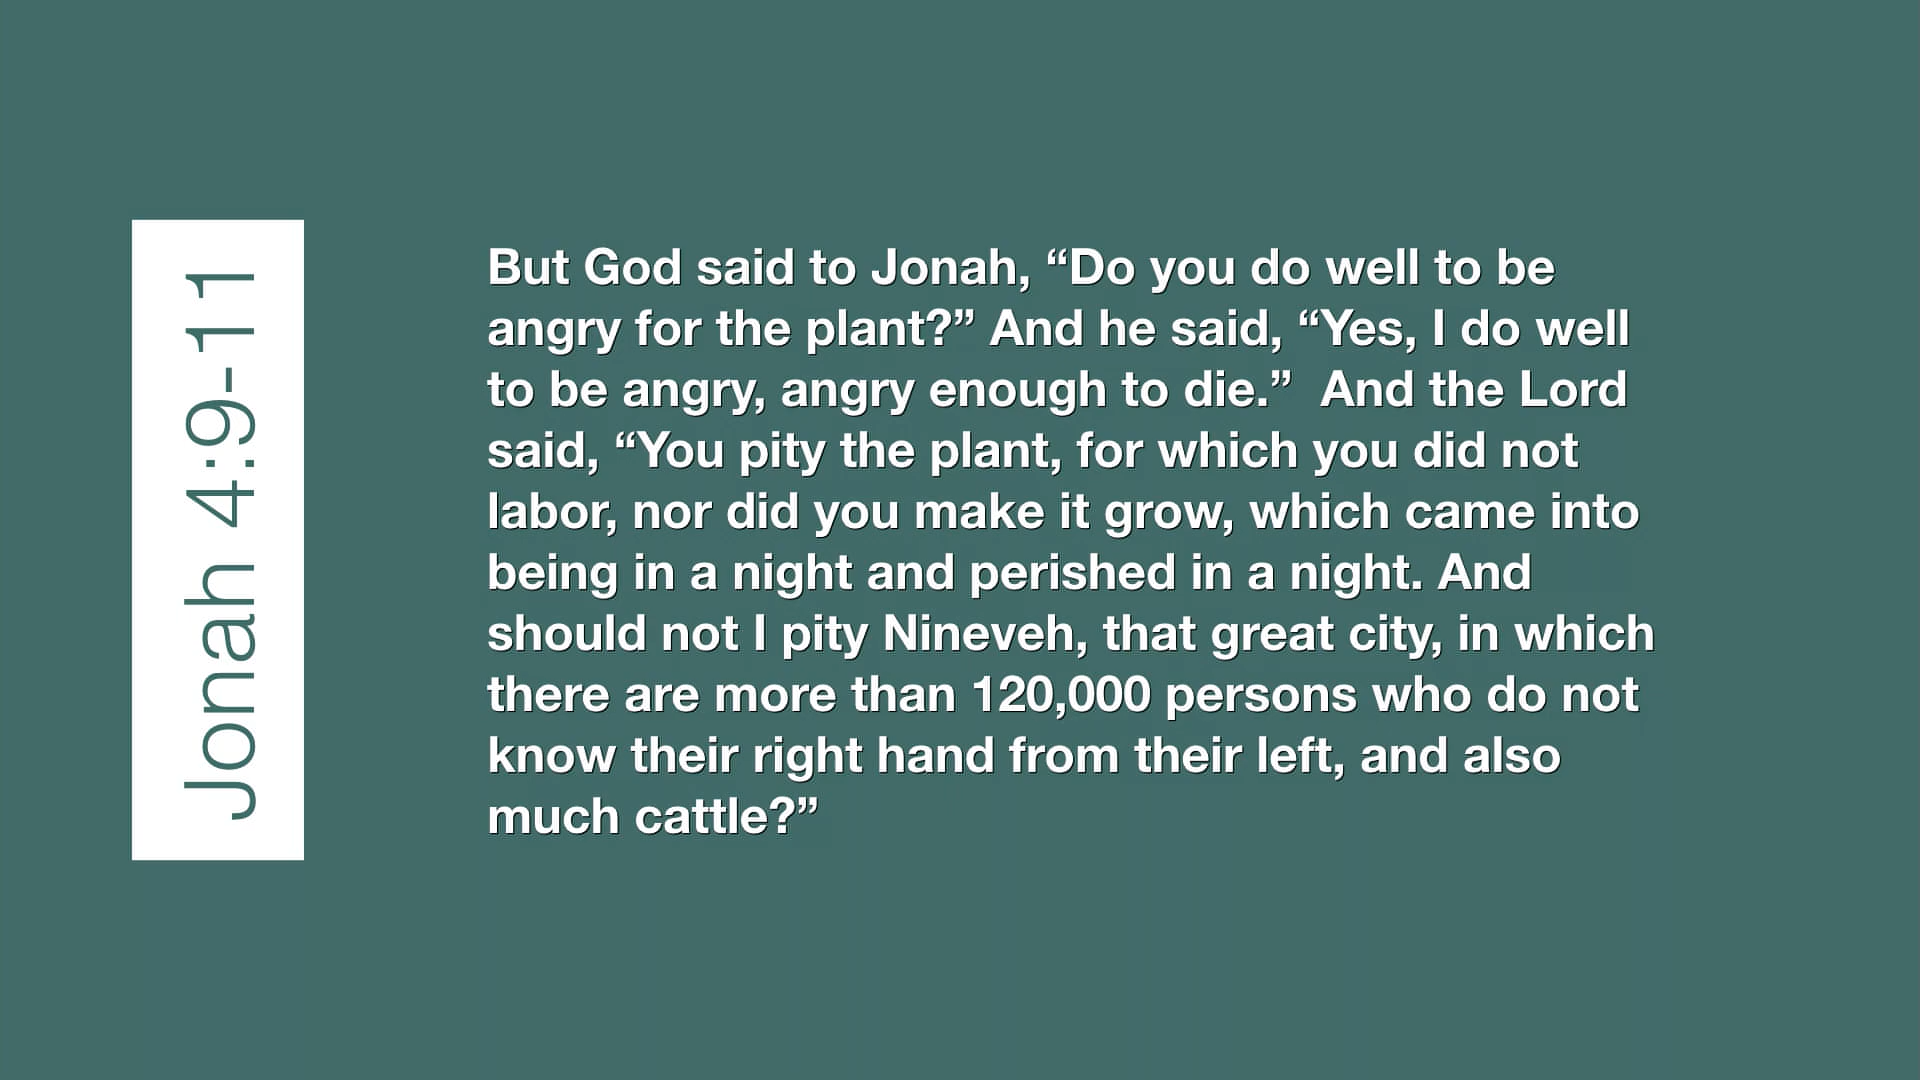 Jonah 4:9-11
But God said to Jonah, “Do you do well to be
angry for the plant?” And he said, “Yes, I do well
to be angry, angry enough to die.”  And the Lord
said, “You pity the plant, for which you did not
labor, nor did you make it grow, which came into
being in a night and perished in a night. And
should not I pity Nineveh, that great city, in which
there are more than 120,000 persons who do not
know their right hand from their left, and also
much cattle?”